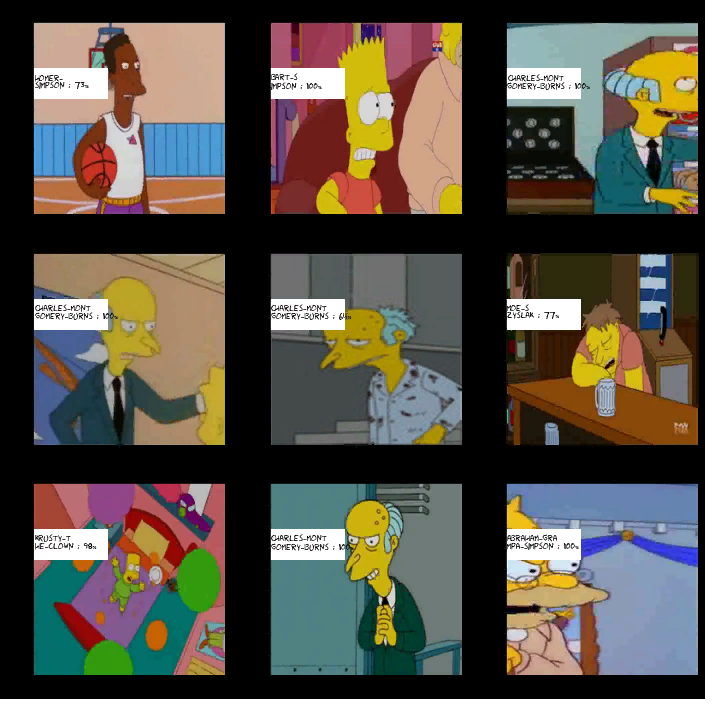 HOMER-
SIMPSON : 73%
BART-S
IMPSON : 100%
CHARLES-MONT
GOMERY-BURNS : 100%
CHARLES-MONT
GOMERY-BURNS : 100%
CHARLES-MONT
GOMERY-BURNS :
MOE-S
ZYSLAK : 77%
KRUSTY-T
HE-CLOWN : 98%
CHARLES-MONT
GOMERY-BURNS : 100%
ABRAHAM-GRA
MPA-SIMPSON : 100%